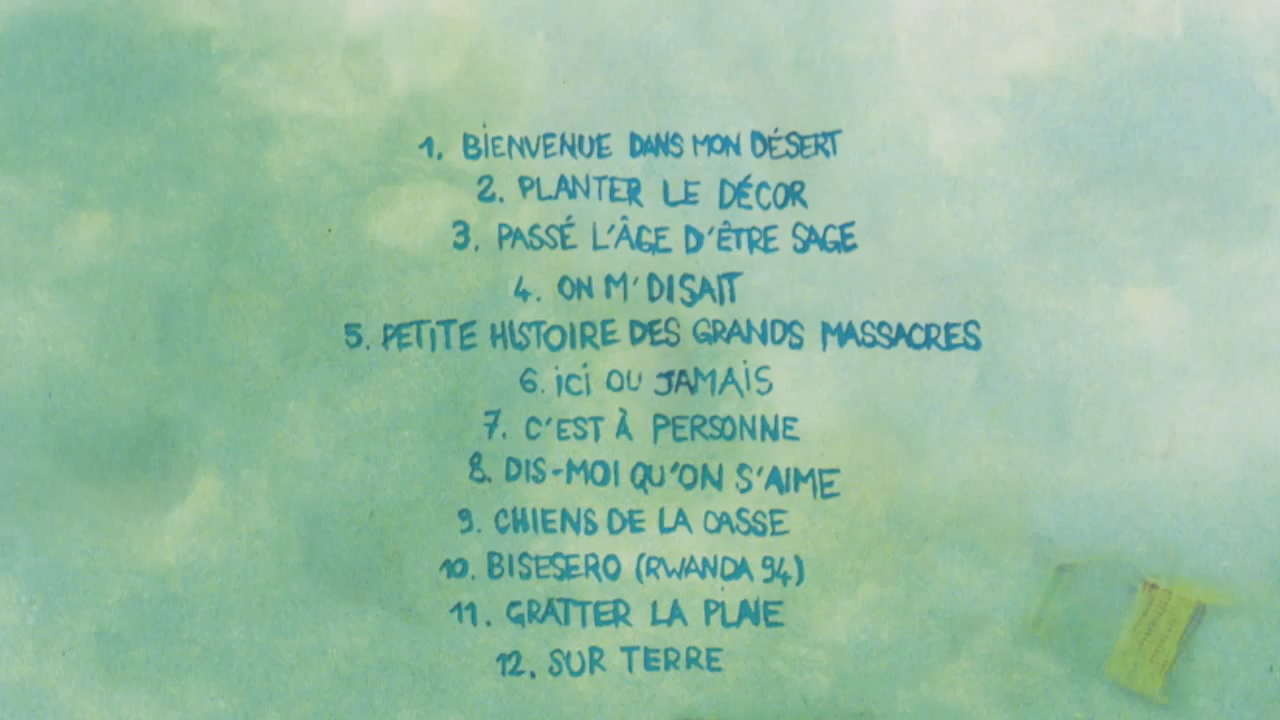 1. BIENVENUE DANS MON DÉSERT
2. PLANTER LE DÉCOR
3. PASSÉ L'ÂGE D'ÊTRE SAGE
4. ON M'DISAIT
5. PETITE HISTOIRE DES GRANDS MASSACRES
6. ICI OU JAMAIS
7. C'EST À PERSONNE
8. DIS-MOI QU'ON S'AIME
9. CHIENS DE LA CASSE
10. BISESERO (RWANDA 94)
11. GRATTER LA PLAIE
12. SUR TERRE